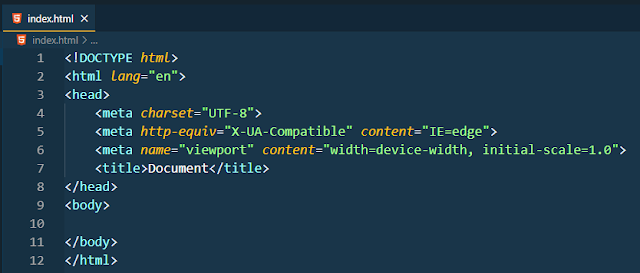 index.html ×
index.html > ...
1 <!DOCTYPE html>
2 <html lang="en">
3 <head>
4     <meta charset="UTF-8">
5     <meta http-equiv="X-UA-Compatible" content="IE=edge">
6     <meta name="viewport" content="width=device-width, initial-scale=1.0">
7     <title>Document</title>
8 </head>
9 <body>
10
11 </body>
12 </html>